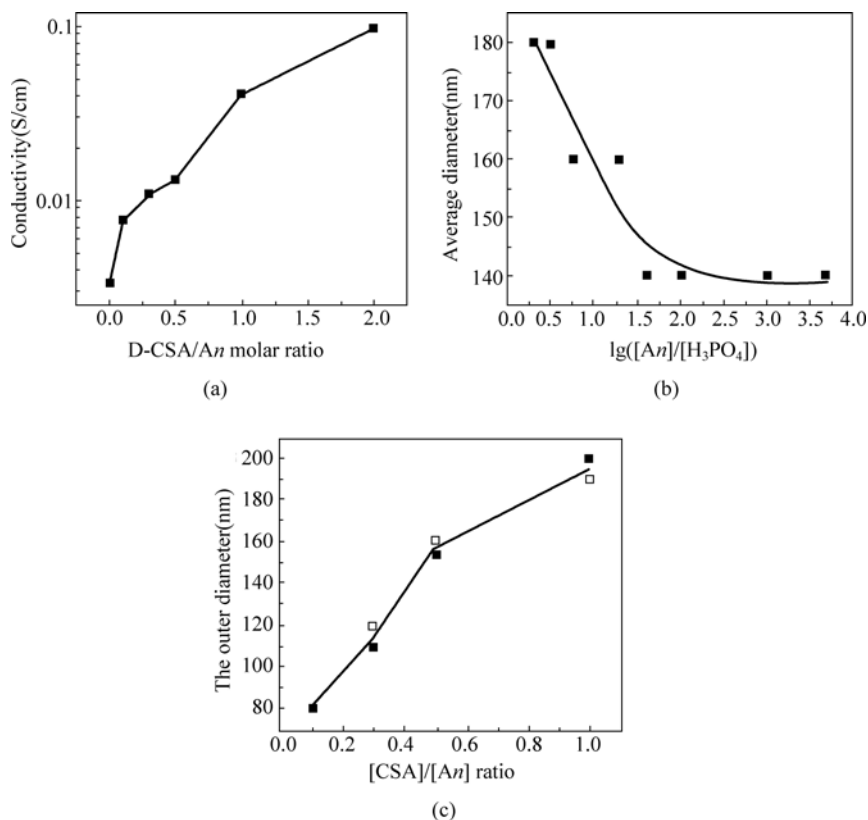 0.1
0.01
Conductivity(S/cm)
0.0 0.5 1.0 1.5 2.0
D-CSA/An molar ratio
(a)
180
170
160
150
140
Average diameter(nm)
0.0 0.5 1.0 1.5 2.0 2.5 3.0 3.5 4.0
lg([An]/[H₃PO₄])
(b)
200
180
160
140
120
100
80
The outer diameter(nm)
0.0 0.2 0.4 0.6 0.8 1.0
[CSA]/[An] ratio
(c)